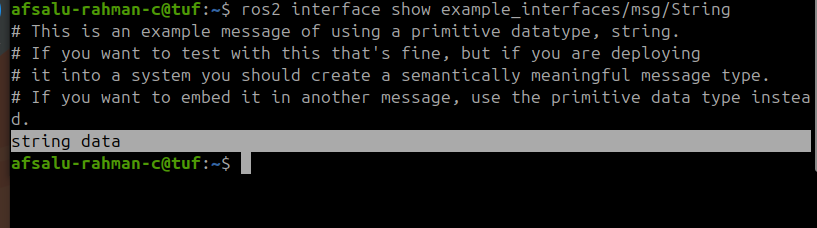 afsalu-rahman-c@tuf:~$ ros2 interface show example_interfaces/msg/String
# This is an example message of using a primitive datatype, string.
# If you want to test with this that's fine, but if you are deploying
# it into a system you should create a semantically meaningful message type.
# If you want to embed it in another message, use the primitive data type instea
d.
string data
afsalu-rahman-c@tuf:~$